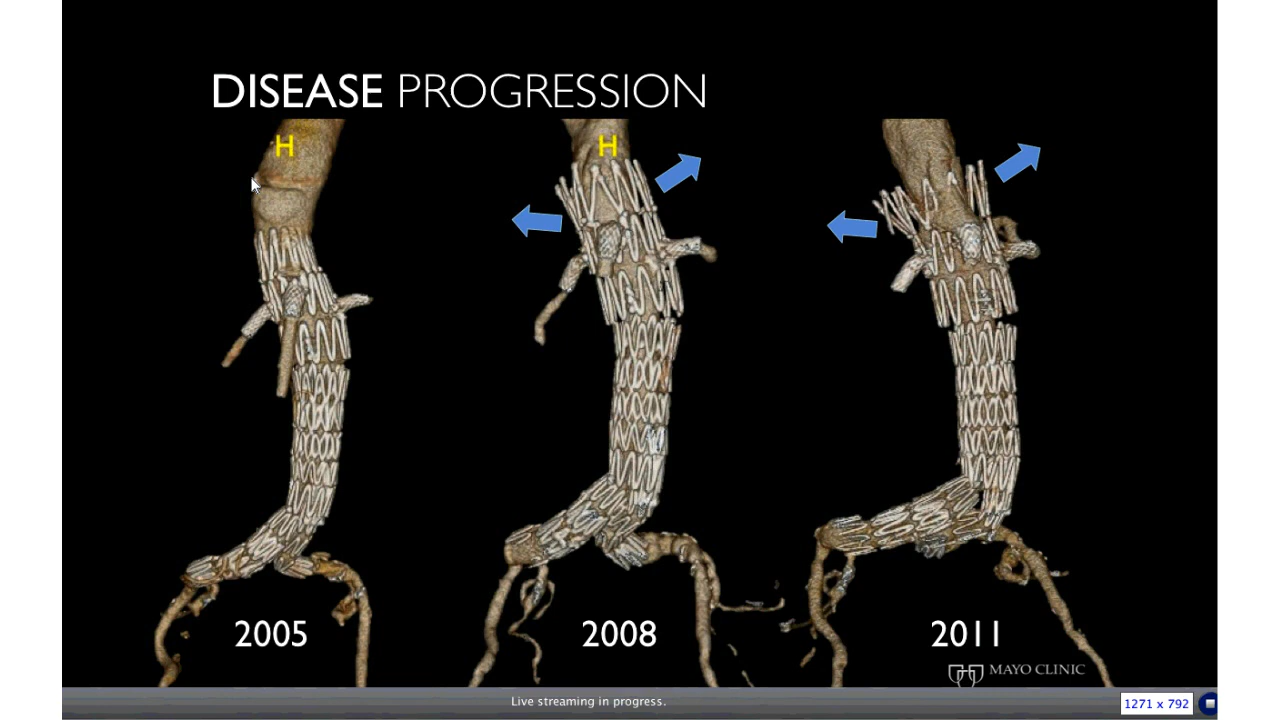 DISEASE PROGRESSION
H
H
2005
2008
2011
MAYO CLINIC
Live streaming in progress.
1271 x 792